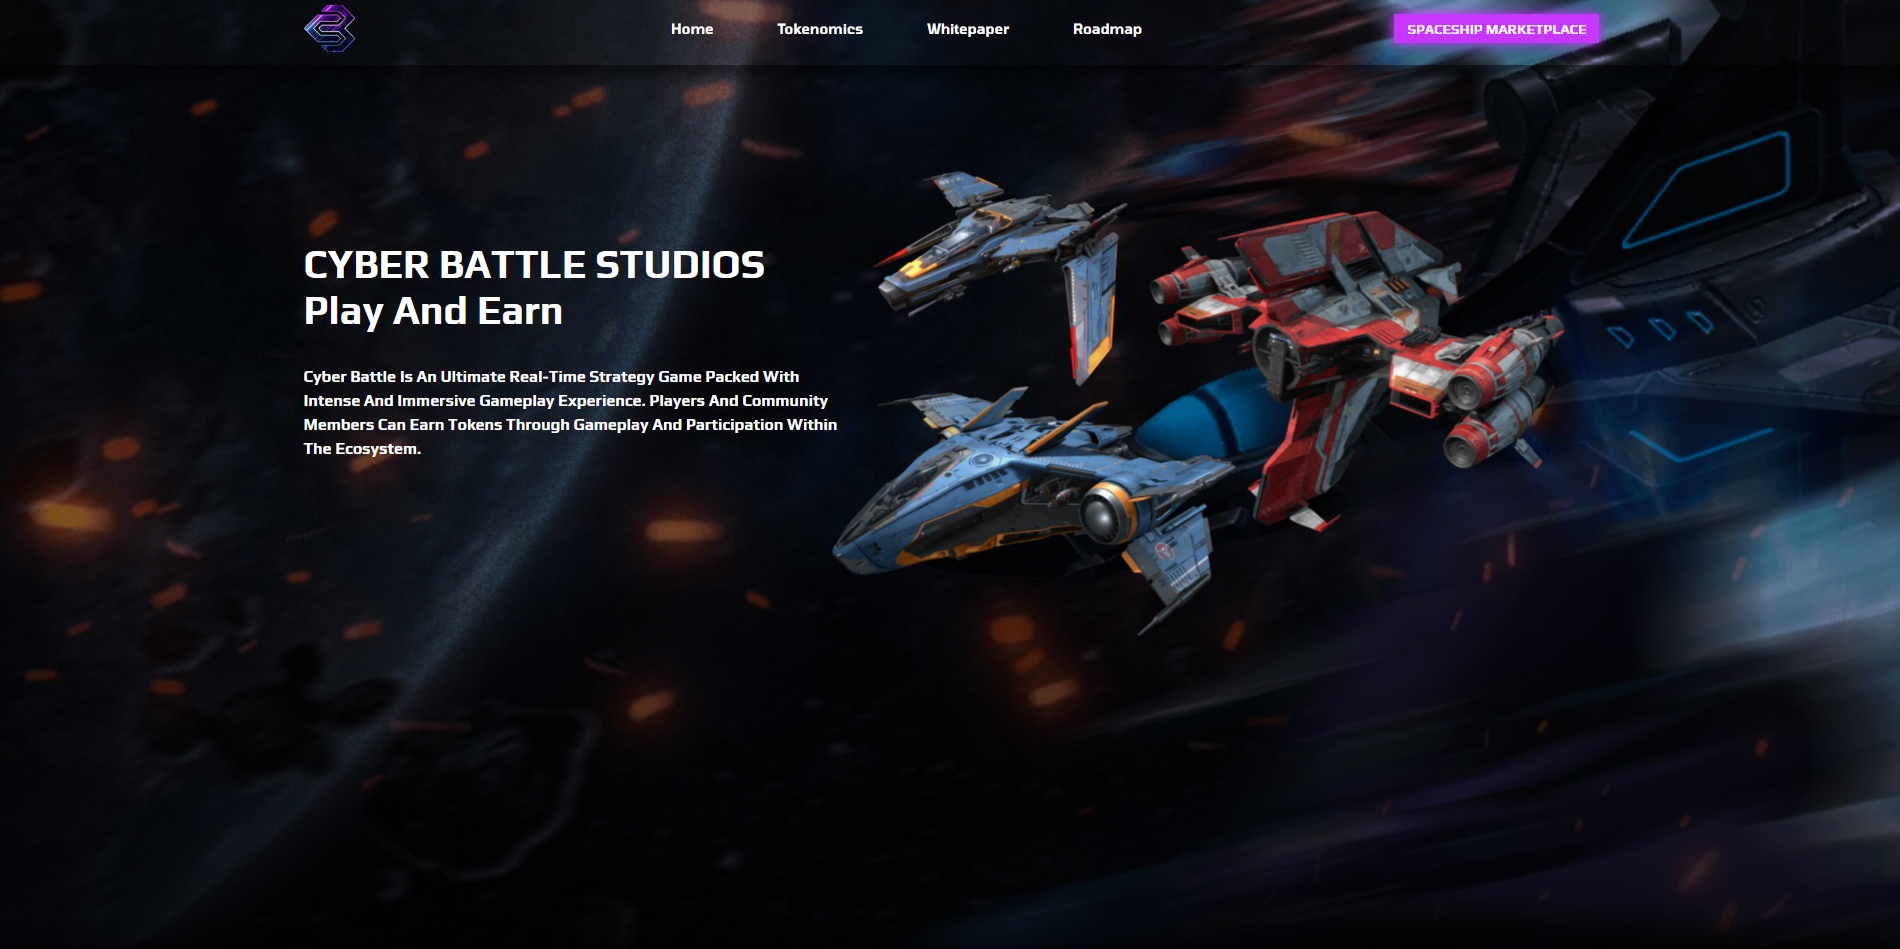 Home
Tokenomics
Whitepaper
Roadmap
SPACESHIP MARKETPLACE
CYBER BATTLE STUDIOS
Play And Earn
Cyber Battle Is An Ultimate Real-Time Strategy Game Packed With
Intense And Immersive Gameplay Experience. Players And Community
Members Can Earn Tokens Through Gameplay And Participation Within
The Ecosystem.